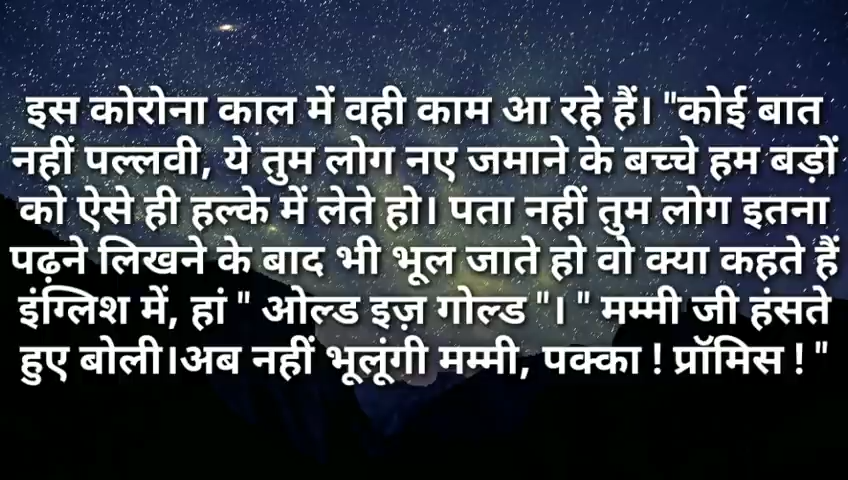 इस कोरोना काल में वही काम आ रहे हैं। "कोई बात
नहीं पल्लवी, ये तुम लोग नए जमाने के बच्चे हम बड़ों
को ऐसे ही हल्के में लेते हो। पता नहीं तुम लोग इतना
पढ़ने लिखने के बाद भी भूल जाते हो वो क्या कहते हैं
इंग्लिश में, हां " ओल्ड इज़ गोल्ड "। " मम्मी जी हंसते
हुए बोली।अब नहीं भूलूंगी मम्मी, पक्का ! प्रॉमिस ! "